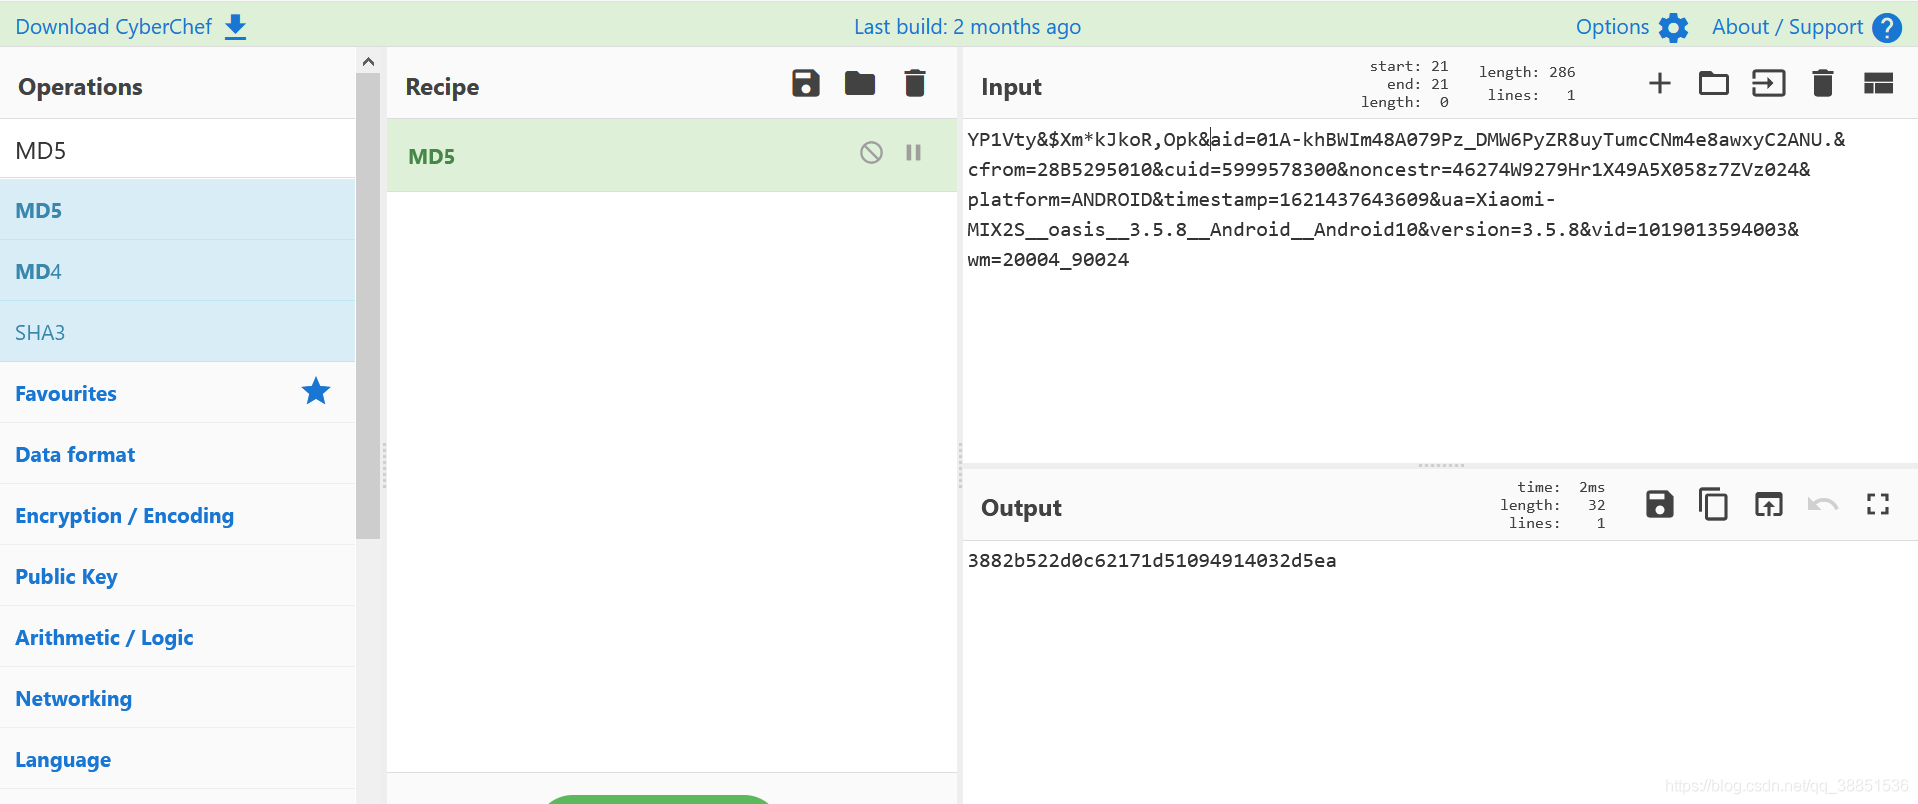 Download CyberChef
Last build: 2 months ago
Options
About / Support
Operations
MD5
MD5
MD4
SHA3
Favourites
Data format
Encryption / Encoding
Public Key
Arithmetic / Logic
Networking
Language
Recipe
MD5
Input
start: 21
end: 21
length: 0
length: 286
lines: 1
YP1Vty&$Xm*kJkoR,Opk&aid=01A-khBWIm48A079Pz_DMW6PyZR8uyTumcCNm4e8awxyC2ANU.&
cfrom=28B5295010&cuid=5999578300&noncestr=46274W9279Hr1X49A5X058z7ZVz024&
platform=ANDROID&timestamp=1621437643609&ua=Xiaomi-
MIX2S__oasis__3.5.8__Android__Android10&version=3.5.8&vid=1019013594003&
wm=20004_90024
Output
time: 2ms
length: 32
lines: 1
3882b522d0c62171d51094914032d5ea
https://blog.csdn.net/qq_38851536